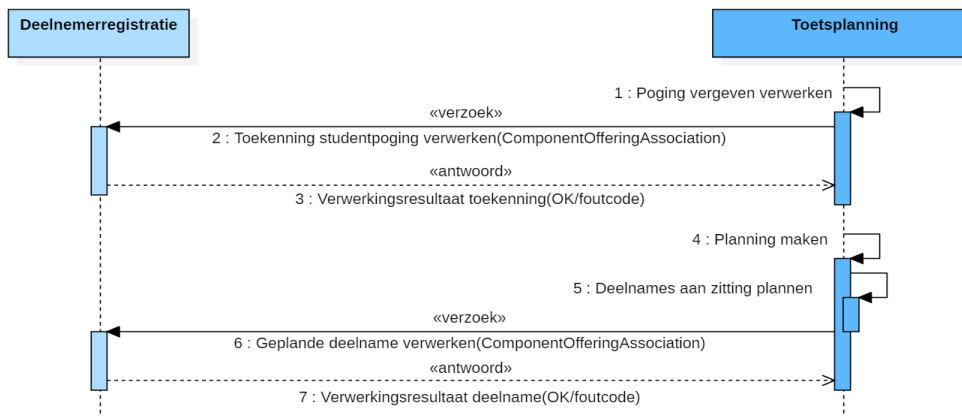 Deelnemerregistratie
Toetsplanning
1 : Poging vergeven verwerken
«verzoek»
2 : Toekenning studentpoging verwerken(ComponentOfferingAssociation)
«antwoord»
3 : Verwerkingsresultaat toekenning(OK/foutcode)
4 : Planning maken
5 : Deelnames aan zitting plannen
«verzoek»
6 : Geplande deelname verwerken(ComponentOfferingAssociation)
«antwoord»
7 : Verwerkingsresultaat deelname(OK/foutcode)